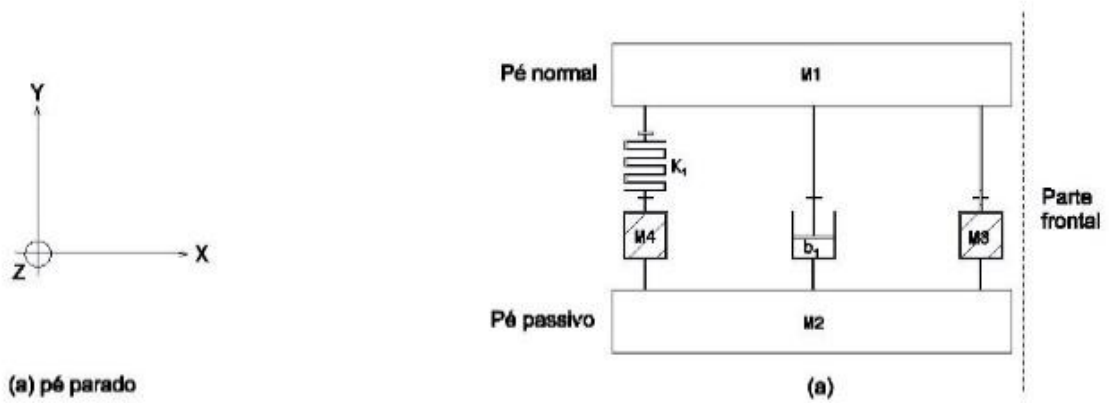 Y
X
Z
(a) pé parado
Pé normal
M1
K₁
M4
b₁
M3
Parte
frontal
Pé passivo
M2
(a)